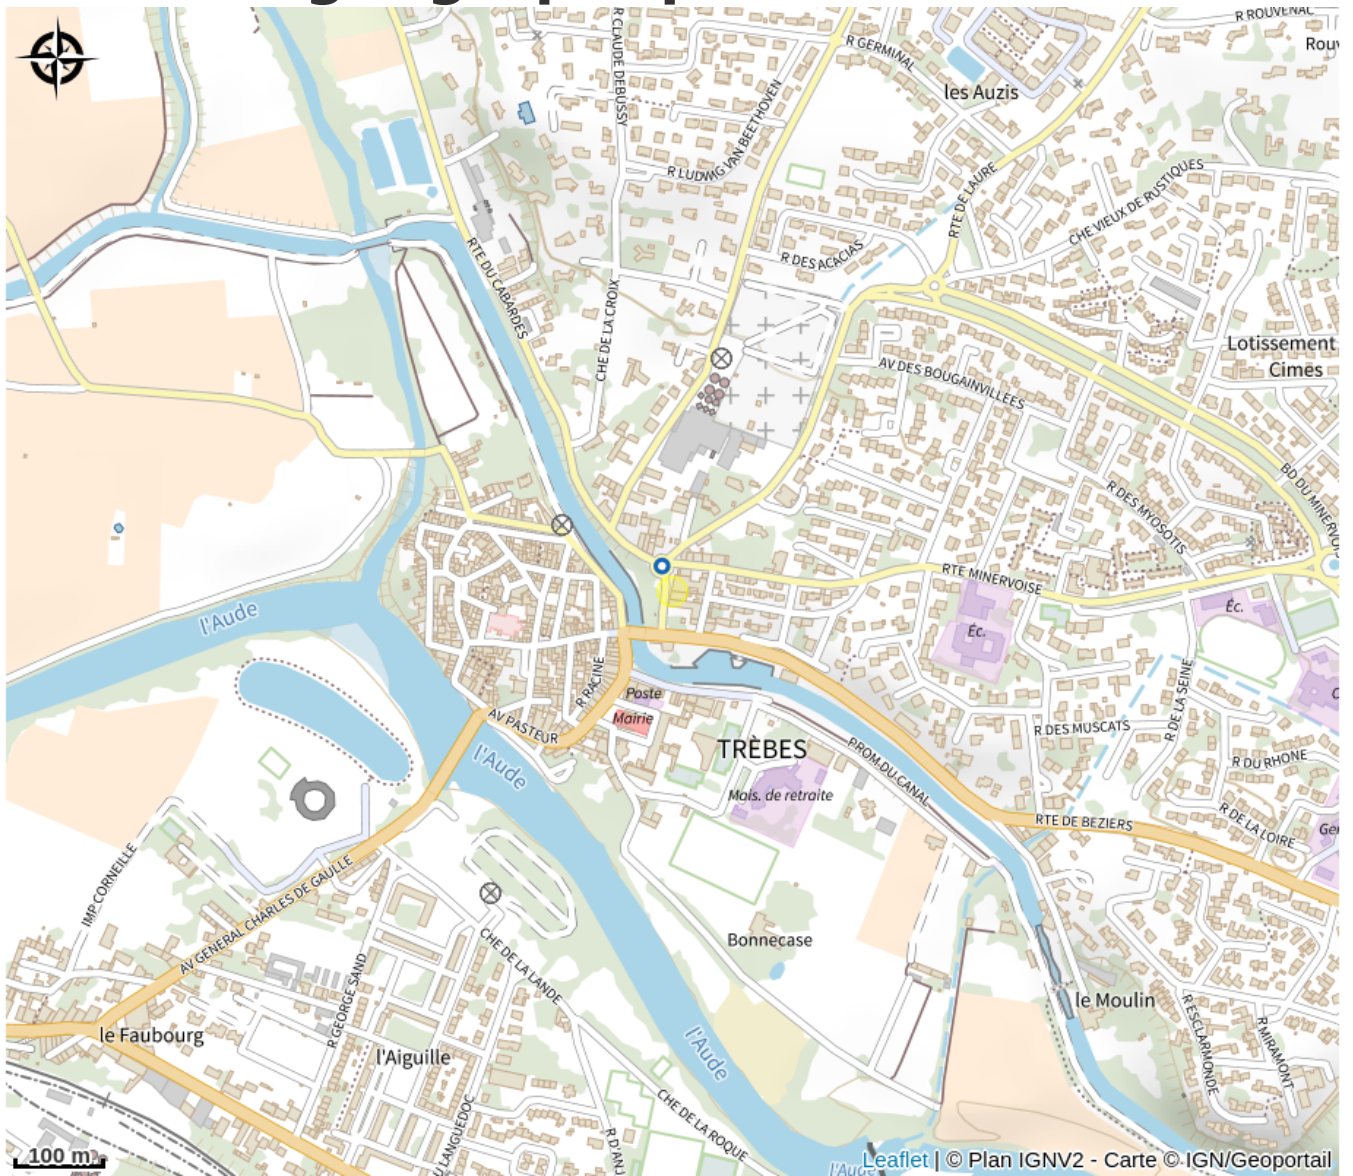 R ROUVENAC
R CLAUDE DEBUSSY
R GERMINAL
les Auzis
R LUDWIG VAN BEETHOVEN
RTE DE LAURE
CHE VIEUX DE RUSTIQUES
RTE DU CABARDES
R DES ACACIAS
CHE DE LA CROIX
Lotissement
Cimes
AV DES BOUGAINVILLEES
BD DU MINERVOIS
R DES MYOSOTIS
RTE MINERVOISE
l'Aude
Éc.
Éc.
R RACINE
Poste
Mairie
AV PASTEUR
R DE LA SEINE
R DES MUSCATS
TRÈBES
l'Aude
PROM DU CANAL
R DU RHONE
Mais. de retraite
R DE LA LOIRE
RTE DE BEZIERS
IMP CORNEILLE
AV GENERAL CHARLES DE GAULLE
Bonnecase
CHE DE LA LANDE
R GEORGE SAND
le Moulin
le Faubourg
l'Aiguille
l'Aude
R ESCLARMONDE
R MIRAMONT
CHE DE LA ROQUE
100 m
l'Aude
Leaflet | © Plan IGNV2 - Carte © IGN/Geoportail